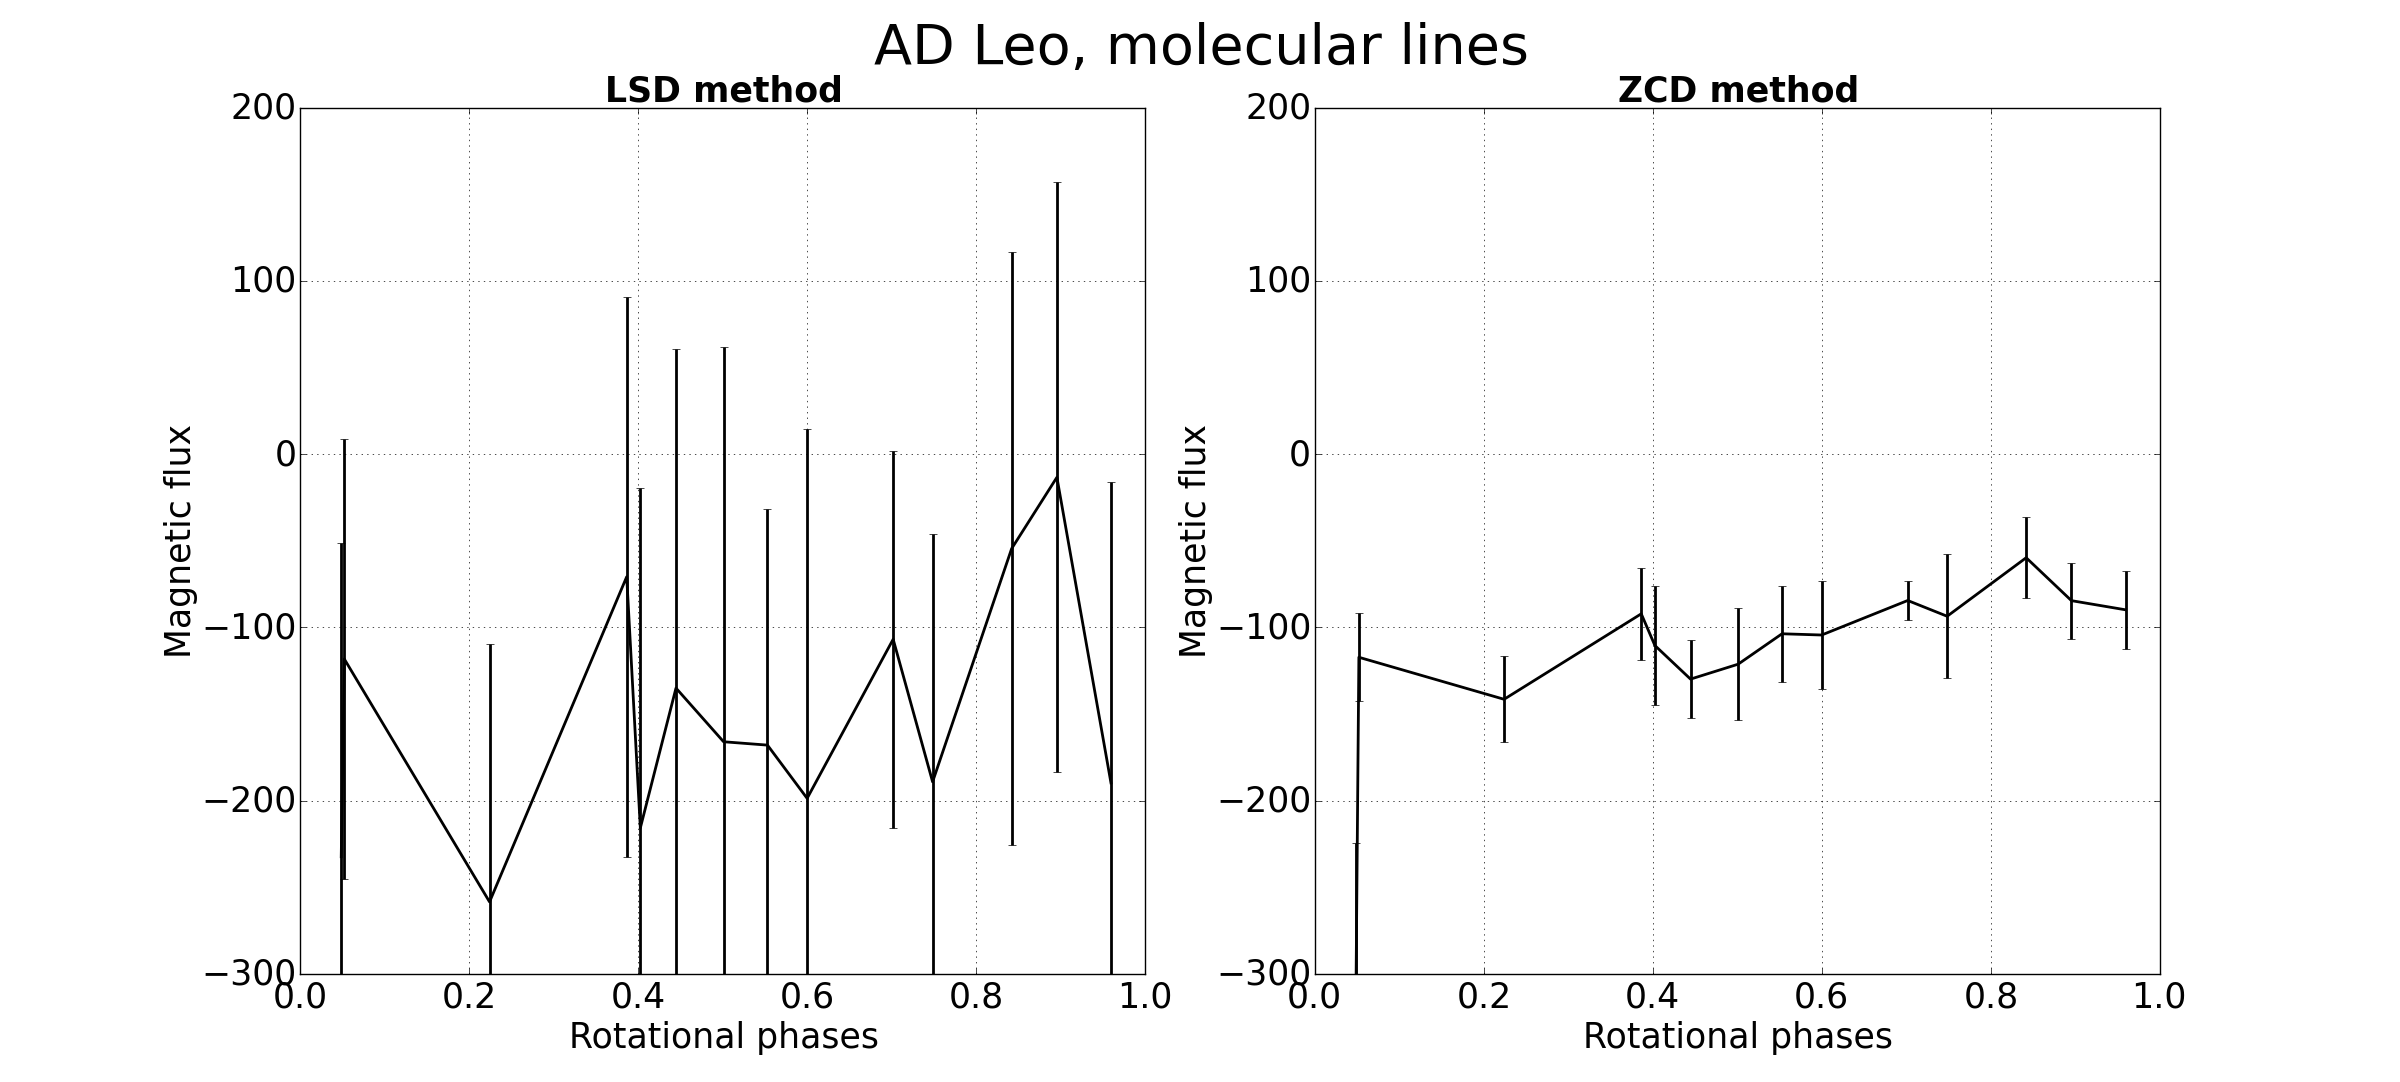 AD Leo, molecular lines
LSD method
200
100
0
−100
−200
−300
Magnetic flux
0.0 0.2 0.4 0.6 0.8 1.0
Rotational phases
ZCD method
200
100
0
−100
−200
−300
Magnetic flux
0.0 0.2 0.4 0.6 0.8 1.0
Rotational phases